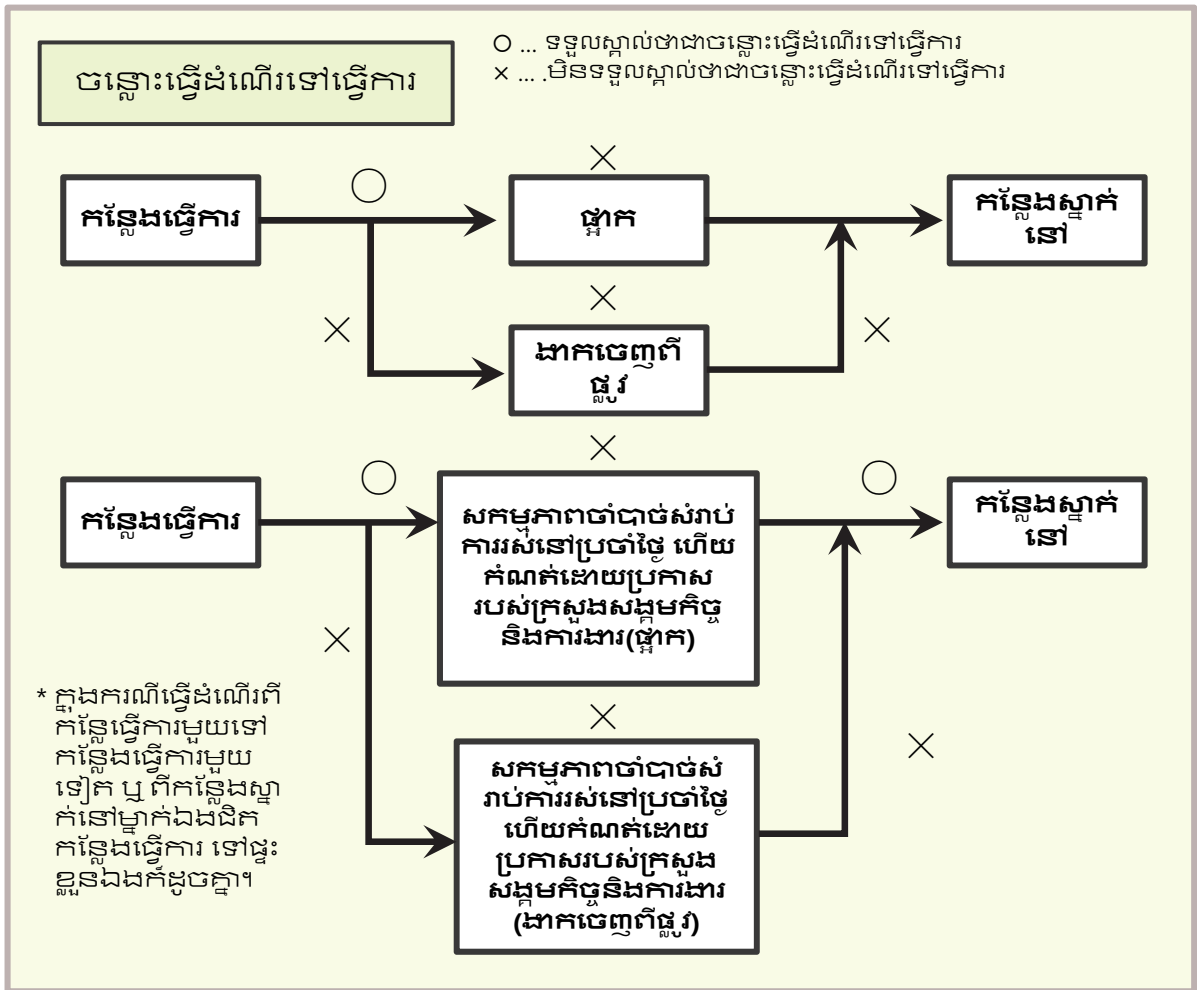 ចន្លោះធ្វើដំណើរទៅធ្វើការ
○ ... ទទួលស្គាល់ថាជាចន្លោះធ្វើដំណើរទៅធ្វើការ
× ... .មិនទទួលស្គាល់ថាជាចន្លោះធ្វើដំណើរទៅធ្វើការ
កន្លែងធ្វើការ
○
×
ផ្អាក
កន្លែងស្នាក់
នៅ
×
×
ងាកចេញពី
ផ្លូវ
×
កន្លែងធ្វើការ
○
×
សកម្មភាពចាំបាច់សំរាប់
ការរស់នៅប្រចាំថ្ងៃ ហើយ
កំណត់ដោយប្រកាស
របស់ក្រសួងសង្គមកិច្ច
និងការងារ(ផ្អាក)
○
កន្លែងស្នាក់
នៅ
×
×
សកម្មភាពចាំបាច់សំ
រាប់ការរស់នៅប្រចាំថ្ងៃ
ហើយកំណត់ដោយ
ប្រកាសរបស់ក្រសួង
សង្គមកិច្ចនិងការងារ
(ងាកចេញពីផ្លូវ)
×
* ក្នុងករណីធ្វើដំណើរពី
កន្លែធ្វើការមួយទៅ
កន្លែងធ្វើការមួយ
ទៀត ឬ ពីកន្លែងស្នា
ក់នៅម្នាក់ឯងជិត
កន្លែងធ្វើការ ទៅផ្ទះ
ខ្លួនឯងក៏ដូចគ្នា។